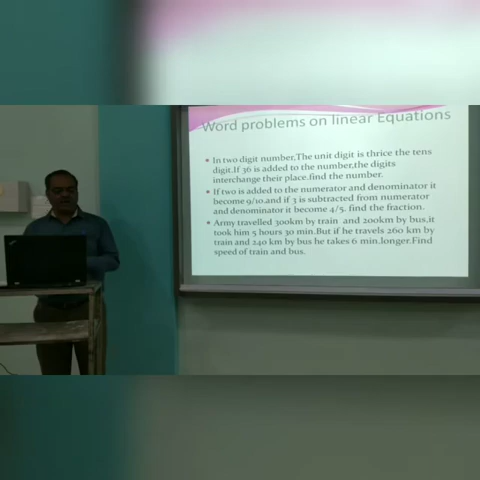 Word problems on linear Equations
• In two digit number,The unit digit is thrice the tens
digit.If 36 is added to the number,the digits
interchange their place.find the number.
• If two is added to the numerator and denominator it
become 9/10.and if 3 is subtracted from numerator
and denominator it become 4/5. find the fraction.
• Army travelled 300km by train and 200km by bus,it
took him 5 hours 30 min.But if he travels 260 km by
train and 240 km by bus he takes 6 min.longer.Find
speed of train and bus.